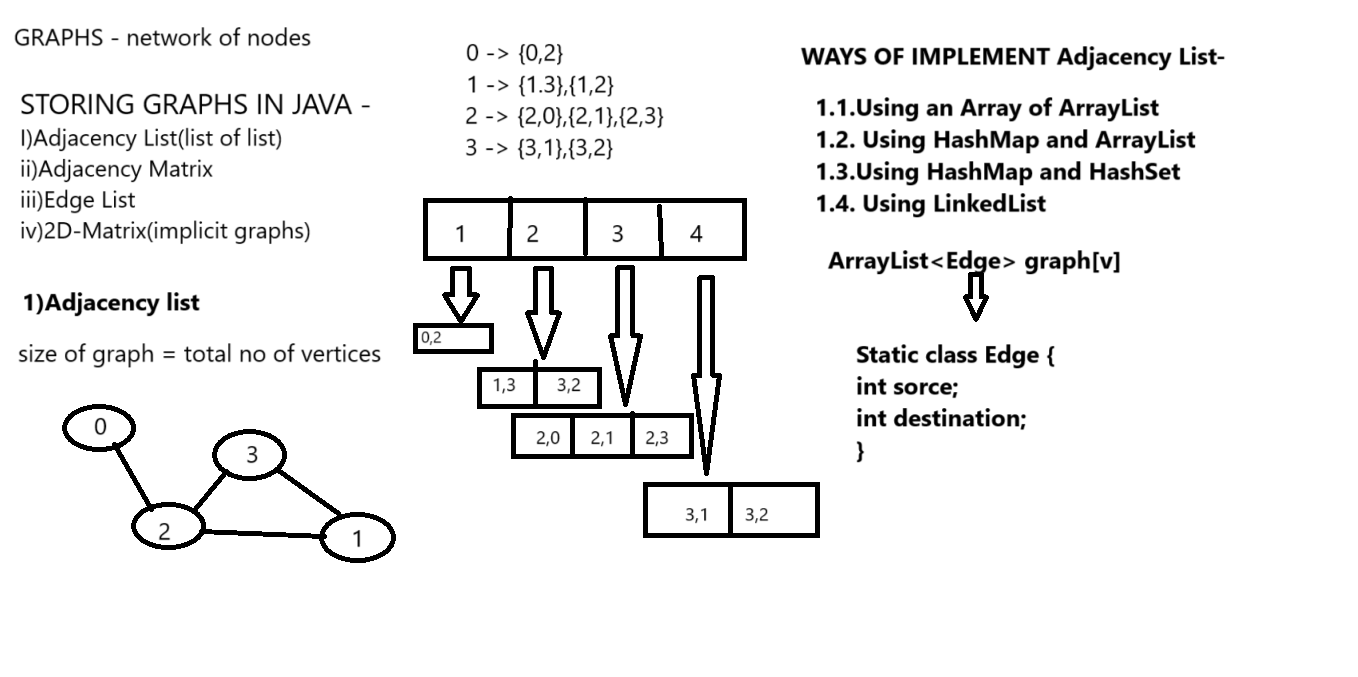 GRAPHS - network of nodes
STORING GRAPHS IN JAVA -
I)Adjacency List(list of list)
ii)Adjacency Matrix
iii)Edge List
iv)2D-Matrix(implicit graphs)
1)Adjacency list
size of graph = total no of vertices
0
3
2
1
0 -> {0,2}
1 -> {1.3},{1,2}
2 -> {2,0},{2,1},{2,3}
3 -> {3,1},{3,2}
1 2 3 4
0,2
1,3 3,2
2,0 2,1 2,3
3,1 3,2
WAYS OF IMPLEMENT Adjacency List-
1.1.Using an Array of ArrayList
1.2. Using HashMap and ArrayList
1.3.Using HashMap and HashSet
1.4. Using LinkedList
ArrayList<Edge> graph[v]
Static class Edge {
int sorce;
int destination;
}